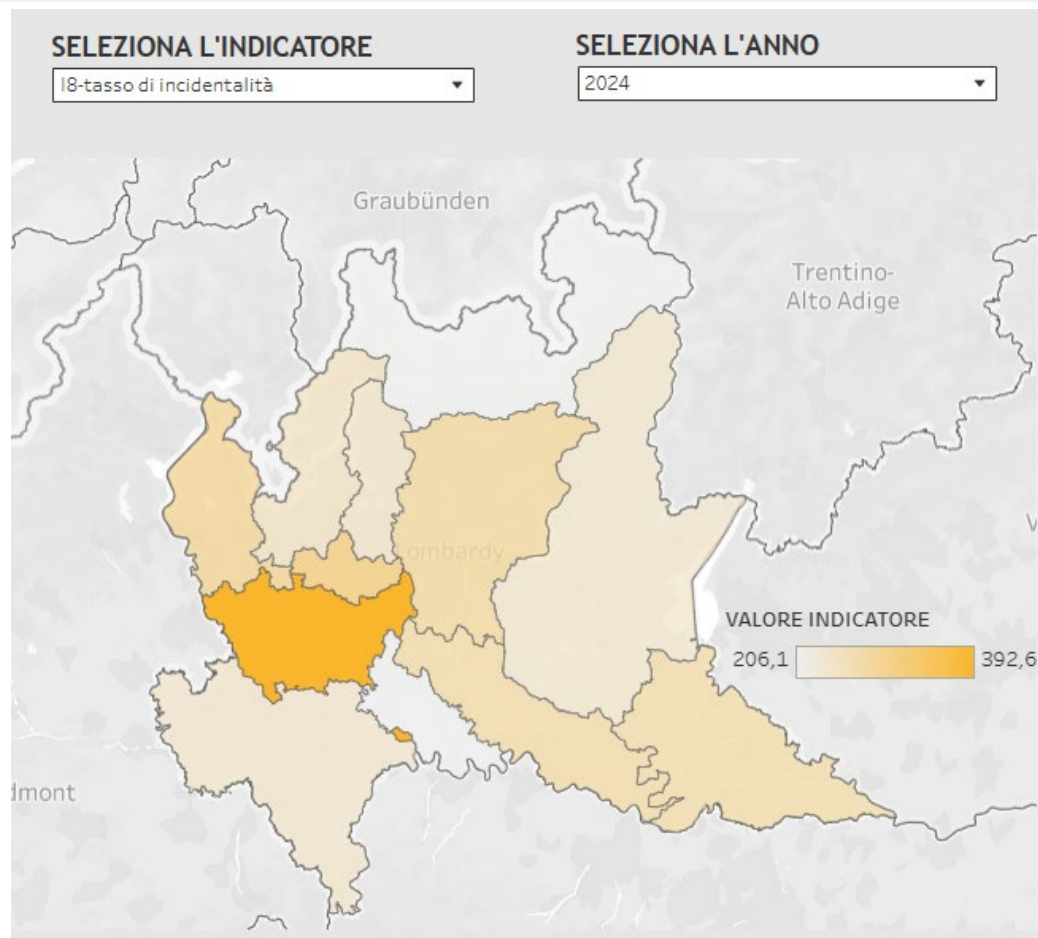 SELEZIONA L'INDICATORE
SELEZIONA L'ANNO
I8-tasso di incidentalità
2024
Graubünden
Trentino-
Alto Adige
Lombardy
VALORE INDICATORE
206,1
392,6
dmont